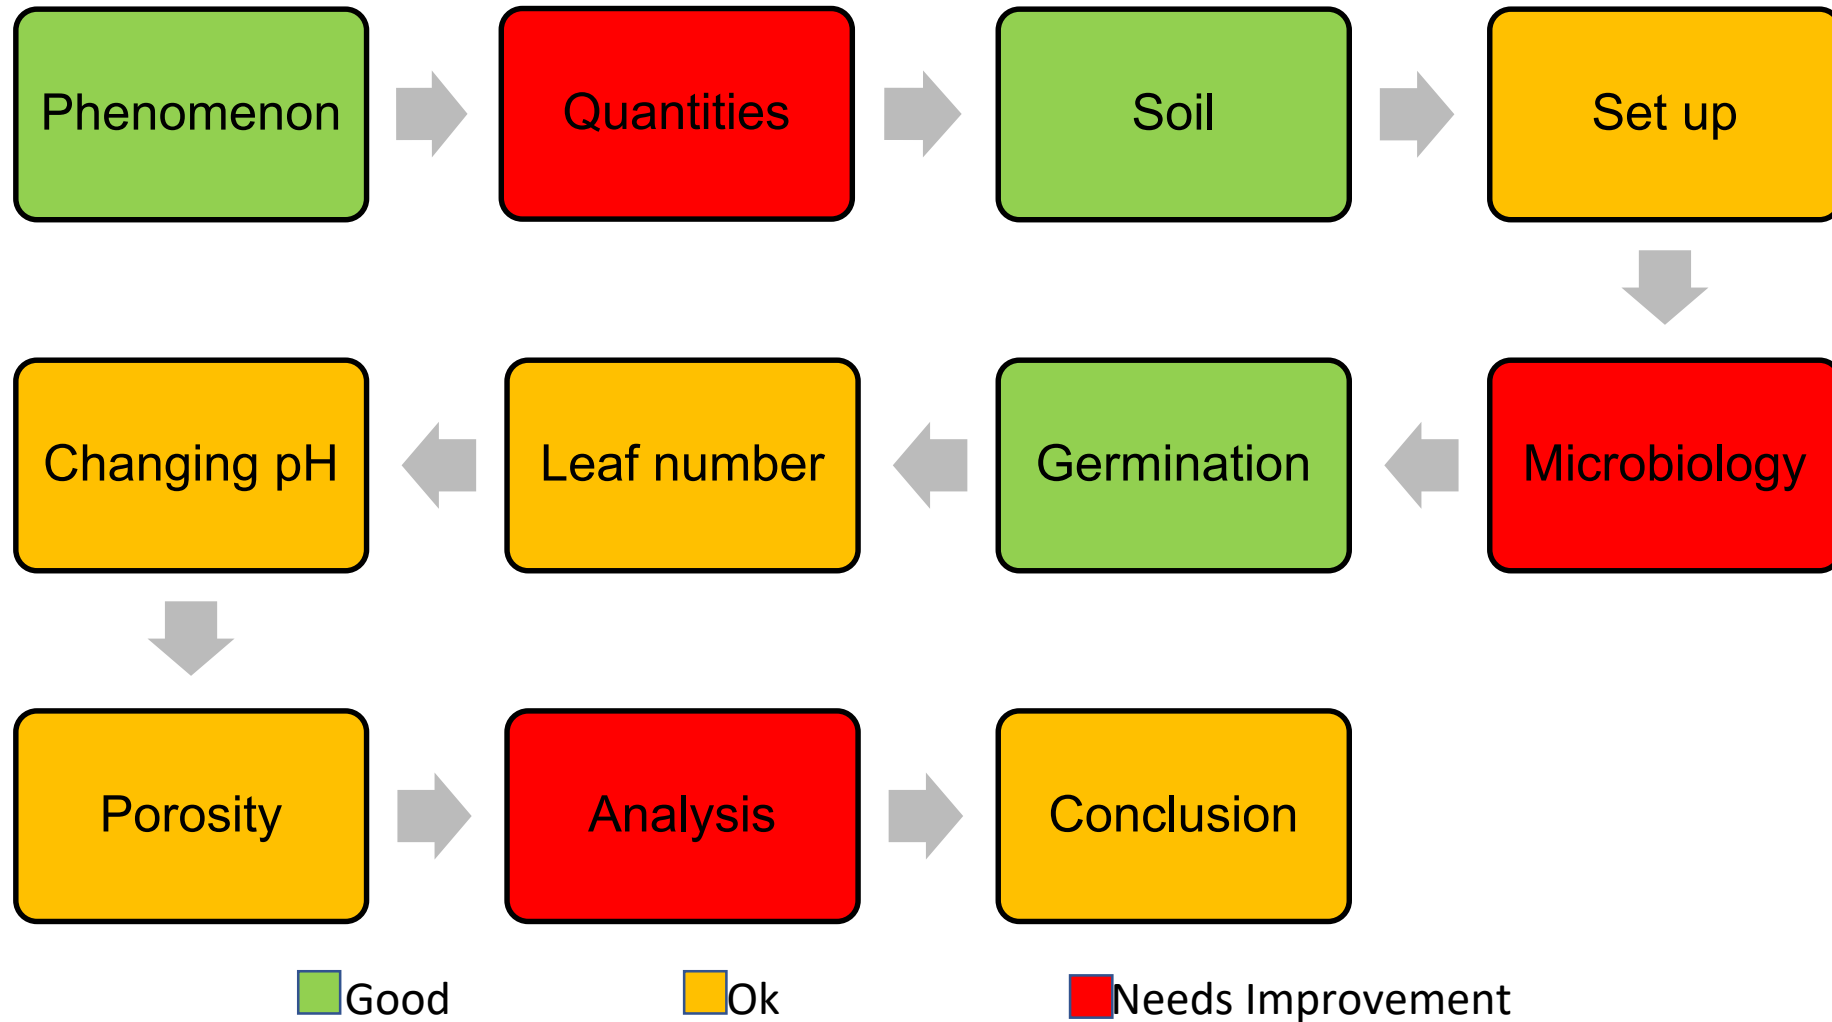 Phenomenon
Quantities
Soil
Set up
Microbiology
Germination
Leaf number
Changing pH
Porosity
Analysis
Conclusion
Good
Ok
Needs Improvement